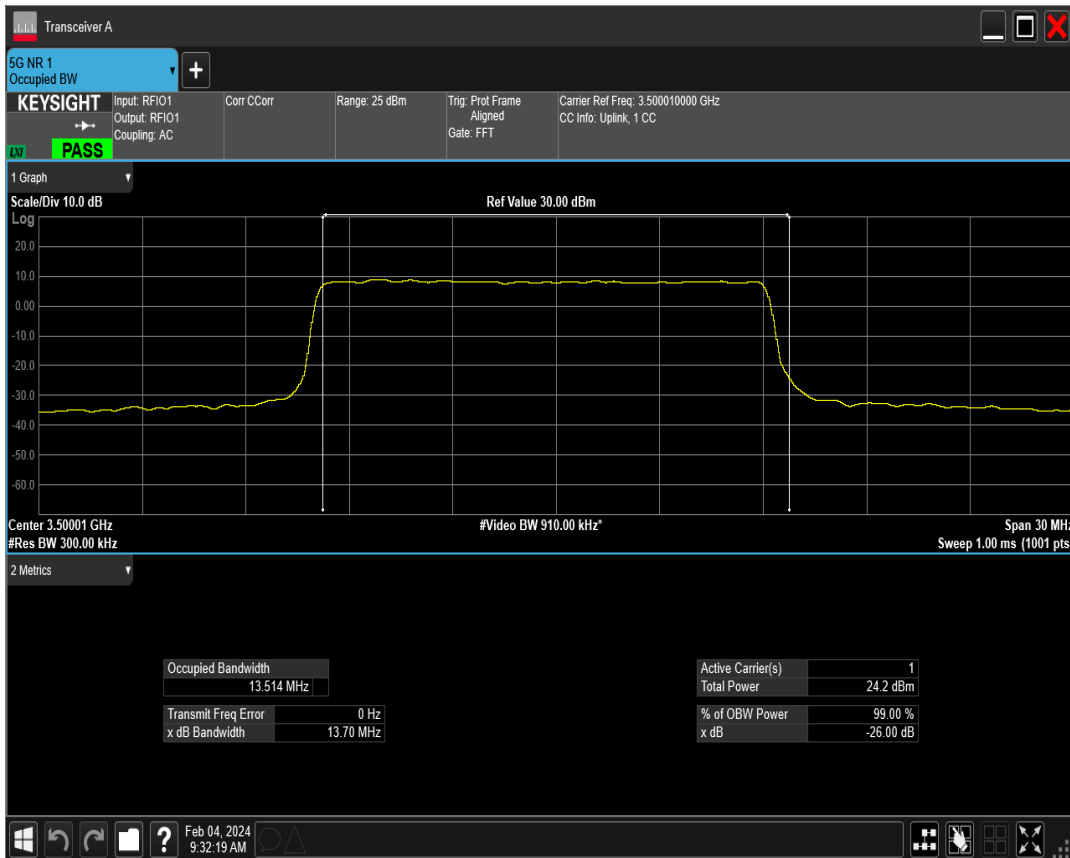 Transceiver A
5G NR 1
Occupied BW
+
KEYSIGHT
LXI
PASS
Input: RFIO1
Output: RFIO1
Coupling: AC
Corr CCorr
Range: 25 dBm
Trig: Prot Frame
Aligned
Gate: FFT
Carrier Ref Freq: 3.500010000 GHz
CC Info: Uplink, 1 CC
1 Graph
Scale/Div 10.0 dB
Ref Value 30.00 dBm
Log
20.0
10.0
0.00
-10.0
-20.0
-30.0
-40.0
-50.0
-60.0
Center 3.50001 GHz
#Video BW 910.00 kHz*
Span 30 MHz
#Res BW 300.00 kHz
Sweep 1.00 ms (1001 pts
2 Metrics
Occupied Bandwidth
13.514 MHz
Transmit Freq Error 0 Hz
x dB Bandwidth 13.70 MHz
Active Carrier(s) 1
Total Power 24.2 dBm
% of OBW Power 99.00 %
x dB -26.00 dB
?
Feb 04, 2024
9:32:19 AM